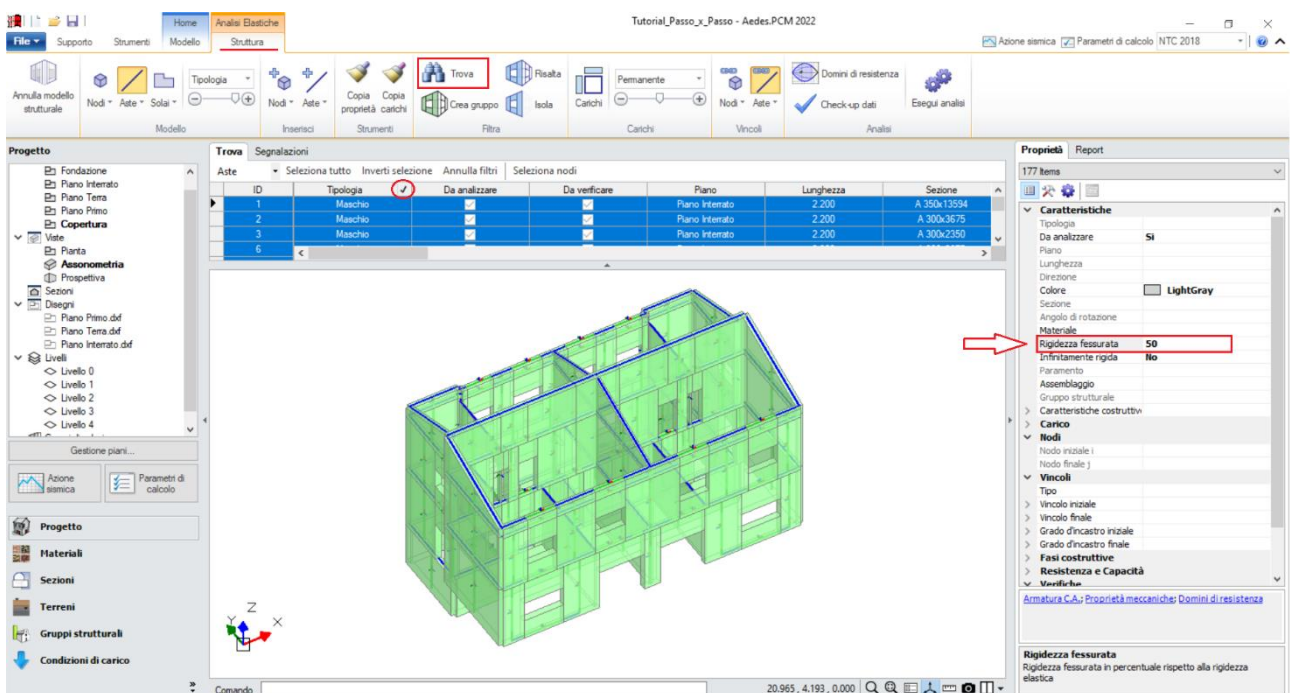 Home
Analisi Elastiche
Tutorial_Passo_x_Passo - Aedes.PCM 2022
File
Supporto
Strumenti
Modello
Struttura
Azione sismica
Parametri di calcolo
NTC 2018
Annulla modello strutturale
Nodi
Aste
Solai
Tipologia
Modello
Nodi
Aste
Inserisci
Copia proprietà
Copia carichi
Strumenti
Trova
Crea gruppo
Risalta
Isola
Filtra
Carichi
Permanente
Carichi
Nodi
Aste
Vincoli
Domini di resistenza
Check-up dati
Esegui analisi
Analisi
Progetto
Fondazione
Piano Interrato
Piano Terra
Piano Primo
Copertura
Viste
Pianta
Assonometria
Prospettiva
Sezioni
Disegni
Piano Primo.dxf
Piano Terra.dxf
Piano Interrato.dxf
Livelli
Livello 0
Livello 1
Livello 2
Livello 3
Livello 4
Gestione piani...
Azione sismica
Parametri di calcolo
Progetto
Materiali
Sezioni
Terreni
Gruppi strutturali
Condizioni di carico
Trova Segnalazioni
Aste Seleziona tutto Inverti selezione Annulla filtri Seleziona nodi
ID Tipologia ✓ Da analizzare Da verificare Piano Lunghezza Sezione
1 Maschio Piano Interrato 2.200 A 350x13594
2 Maschio Piano Interrato 2.200 A 300x3675
3 Maschio Piano Interrato 2.200 A 300x2350
6
Z
Y
X
Comando
20.965 , 4.193 , 0.000
Proprietà Report
177 Items
Caratteristiche
Tipologia
Da analizzare Sì
Piano
Lunghezza
Direzione
Colore LightGray
Sezione
Angolo di rotazione
Materiale
Rigidezza fessurata 50
Infinitamente rigida No
Paramento
Assemblaggio
Gruppo strutturale
Caratteristiche costruttive
Carico
Nodi
Nodo iniziale i
Nodo finale j
Vincoli
Tipo
Vincolo iniziale
Vincolo finale
Grado d'incastro iniziale
Grado d'incastro finale
Fasi costruttive
Resistenza e Capacità
Verifiche
Armatura C.A.; Proprietà meccaniche; Domini di resistenza
Rigidezza fessurata
Rigidezza fessurata in percentuale rispetto alla rigidezza
elastica